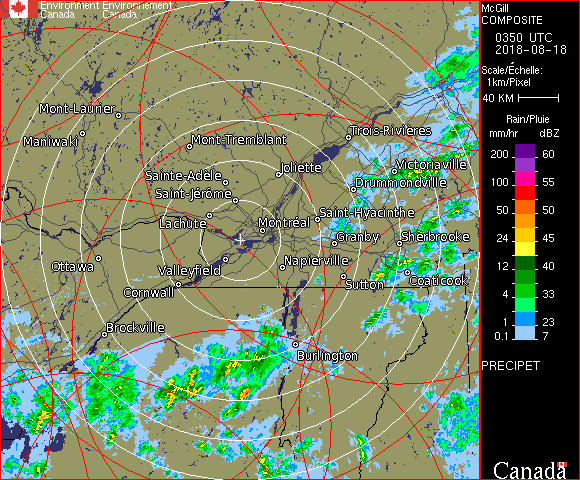 Environment Environnement
Canada Canada
McGill
COMPOSITE
0350 UTC
2018-08-18
Scale/Échelle:
1km/Pixel
40 KM
Rain/Pluie
mm/hr dBZ
200 60
100 55
50 50
24 45
12 40
4 33
1 23
0.1 7
PRECIPET
Canada
Mont-Laurier
Maniwaki
Mont-Tremblant
Trois-Rivières
Joliette
Victoriaville
Sainte-Adèle
Drummondville
Saint-Jérôme
Lachute
Saint-Hyacinthe
Montréal
Granby
Sherbrooke
Ottawa
Valleyfield
Napierville
Cornwall
Sutton
Coaticook
Brockville
Burlington